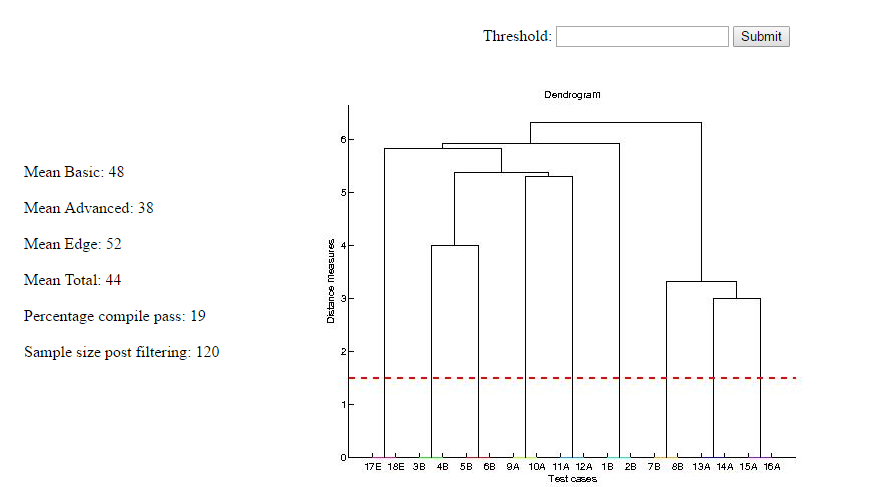 Threshold: Submit
Dendrogram
Mean Basic: 48
Mean Advanced: 38
Mean Edge: 52
Mean Total: 44
Percentage compile pass: 19
Sample size post filtering: 120
Distance Measures
6
5
4
3
2
1
0
17E 18E 3B 4B 5B 6B 9A 10A 11A 12A 1B 2B 7B 8B 13A 14A 15A 16A
Test cases